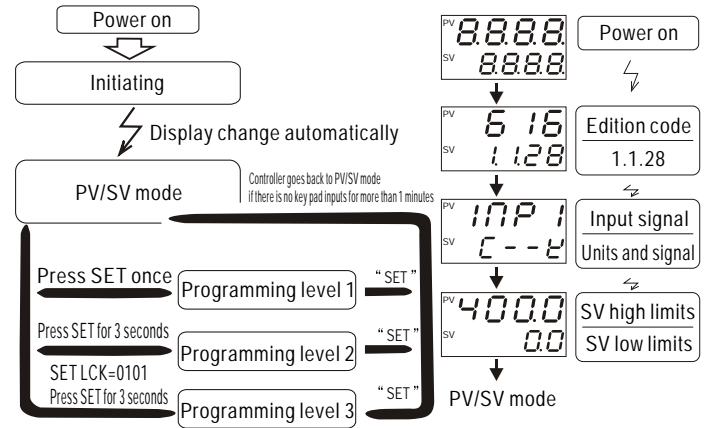 Power on
Initiating
Display change automatically
PV/SV mode
Controller goes back to PV/SV mode
if there is no key pad inputs for more than 1 minutes
Press SET once
Programming level 1
“SET”
Press SET for 3 seconds
Programming level 2
“SET”
SET LCK=0101
Press SET for 3 seconds
Programming level 3
“SET”
PV 8.8.8.8.
SV 8.8.8.8.
Power on
PV 616
SV 1.1.28
Edition code
1.1.28
PV INP1
SV
Input signal
Units and signal
PV 400.0
SV 0.0
SV high limits
SV low limits
PV/SV mode